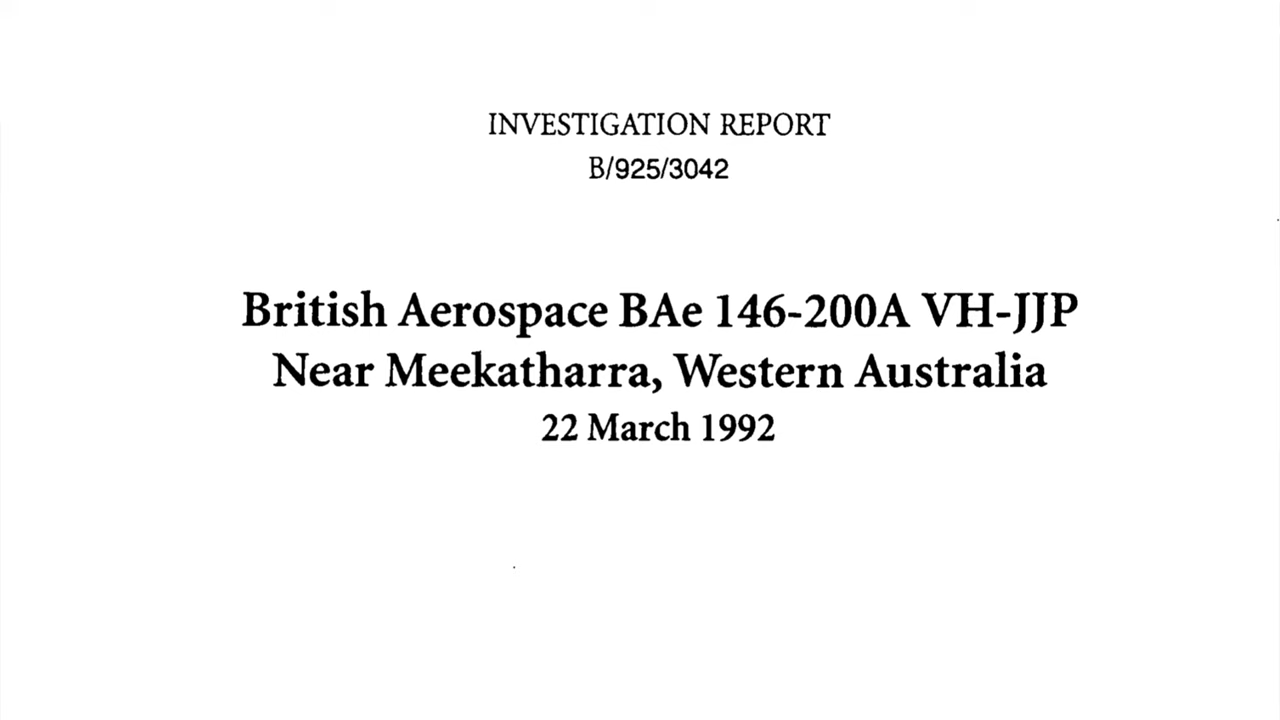 INVESTIGATION REPORT
B/925/3042
British Aerospace BAe 146-200A VH-JJP
Near Meekatharra, Western Australia
22 March 1992